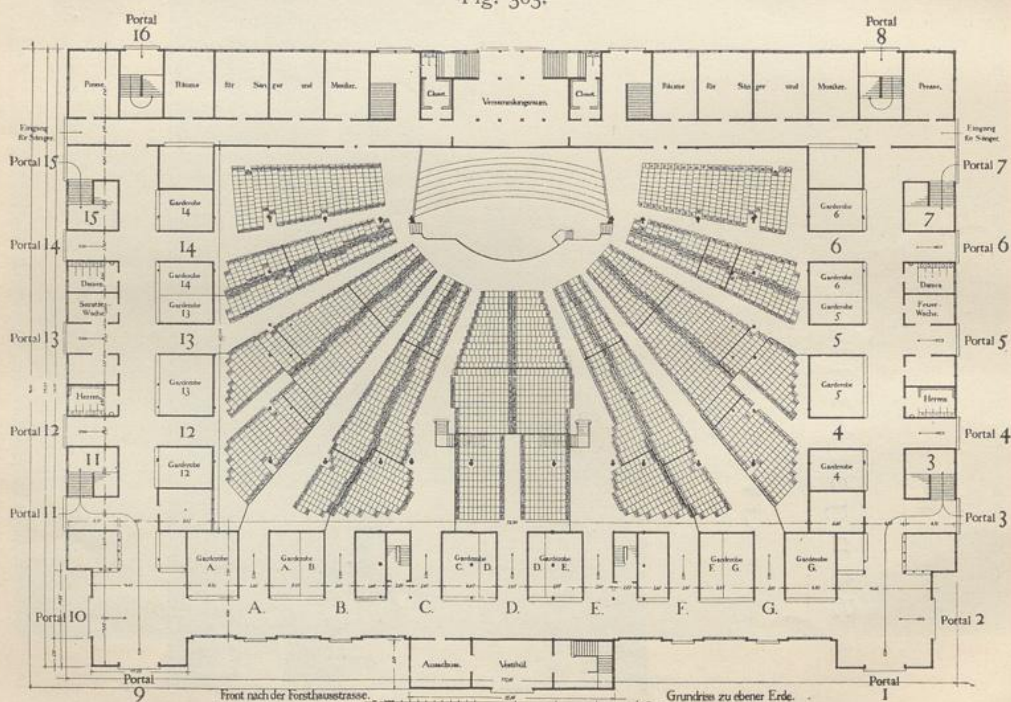 Fig. 303.
Portal 16
Portal 8
Presse.
Räume
für Sän
ger und
Musiker.
Closet.
Versammlungsraum.
Closet.
Räume
für Sän
ger und
Musiker.
Presse.
Eingang
für Sänger.
Eingang
für Sänger.
Portal 15
Portal 7
15
Garderobe
14
Garderobe
6
7
Portal 14
14
6
Portal 6
Damen
Garderobe
14
Garderobe
6
Damen
Sanitäts
Wache.
Garderobe
13
Garderobe
5
Feuer-
Wache.
Portal 13
13
5
Portal 5
Garderobe
13
Garderobe
5
Herren
Herren
Portal 12
12
4
Portal 4
11
Garderobe
12
Garderobe
4
3
Portal 11
Portal 3
Garderobe
A.
Garderobe
A. B.
Garderobe
C. D.
Garderobe
D. E.
Garderobe
F. G.
Garderobe
G.
A. B. C. D. E. F. G.
Portal 10
Portal 2
Ausschuss.
Vestibül.
Portal
9
Front nach der Forsthausstrasse.
Grundriss zu ebener Erde.
Portal
1